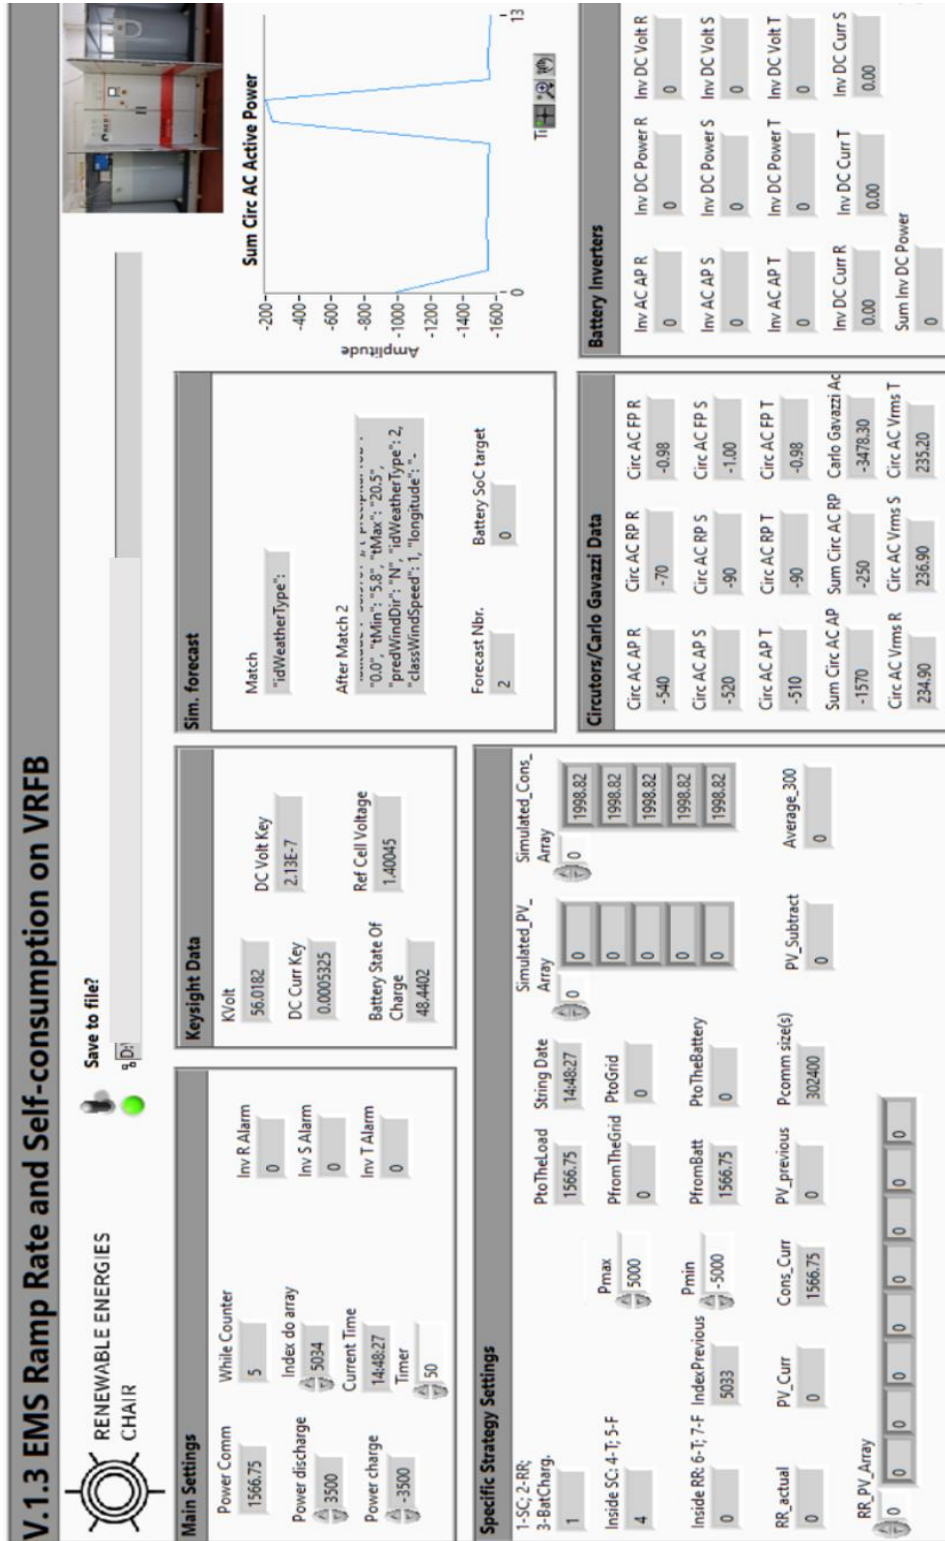 V.1.3 EMS Ramp Rate and Self-consumption on VRFB
RENEWABLE ENERGIES
CHAIR
Save to file?
D:\
Main Settings
Power Comm
1566.75
While Counter
5
Inv R Alarm
0
Power discharge
3500
Index do array
5034
Inv S Alarm
0
Power charge
-3500
Current Time
14:48:27
Inv T Alarm
0
Timer
50
Keysight Data
KVolt
56.0182
DC Volt Key
2.13E-7
DC Curr Key
0.0005325
Battery State Of
Charge
48.4402
Ref Cell Voltage
1.40045
Sim. forecast
Match
"idWeatherType":
After Match 2
"0.0", "tMin": "5.8", "tMax": "20.5",
"predWindDir": "N", "idWeatherType": 2,
"classWindSpeed": 1, "longitude": "-
Forecast Nbr.
2
Battery SoC target
0
Sum Circ AC Active Power
Amplitude
-200
-400
-600
-800
-1000
-1200
-1400
-1600
0
13
Ti
Specific Strategy Settings
1-SC; 2-RR;
3-BatCharg.
1
Inside SC: 4-T; 5-F
4
Inside RR: 6-T; 7-F
0
IndexPrevious
5033
Pmax
5000
Pmin
-5000
PtoTheLoad
1566.75
String Date
14:48:27
PfromTheGrid
0
PtoGrid
0
PfromBatt
1566.75
PtoTheBattery
0
Simulated_PV_
Array
0
0
0
0
0
0
Simulated_Cons_
Array
0
1998.82
1998.82
1998.82
1998.82
1998.82
RR_actual
0
PV_Curr
0
Cons_Curr
1566.75
PV_previous
0
Pcomm size(s)
302400
PV_Subtract
0
Average_300
0
RR_PV_Array
0
0
0
0
0
0
0
0
0
Circutors/Carlo Gavazzi Data
Circ AC AP R
-540
Circ AC RP R
-70
Circ AC FP R
-0.98
Circ AC AP S
-520
Circ AC RP S
-90
Circ AC FP S
-1.00
Circ AC AP T
-510
Circ AC RP T
-90
Circ AC FP T
-0.98
Sum Circ AC AP
-1570
Sum Circ AC RP
-250
Carlo Gavazzi Ac
-3478.30
Circ AC Vrms R
234.90
Circ AC Vrms S
236.90
Circ AC Vrms T
235.20
Battery Inverters
Inv AC AP R
0
Inv DC Power R
0
Inv DC Volt R
0
Inv AC AP S
0
Inv DC Power S
0
Inv DC Volt S
0
Inv AC AP T
0
Inv DC Power T
0
Inv DC Volt T
0
Inv DC Curr R
0.00
Inv DC Curr T
0.00
Inv DC Curr S
0.00
Sum Inv DC Power
0